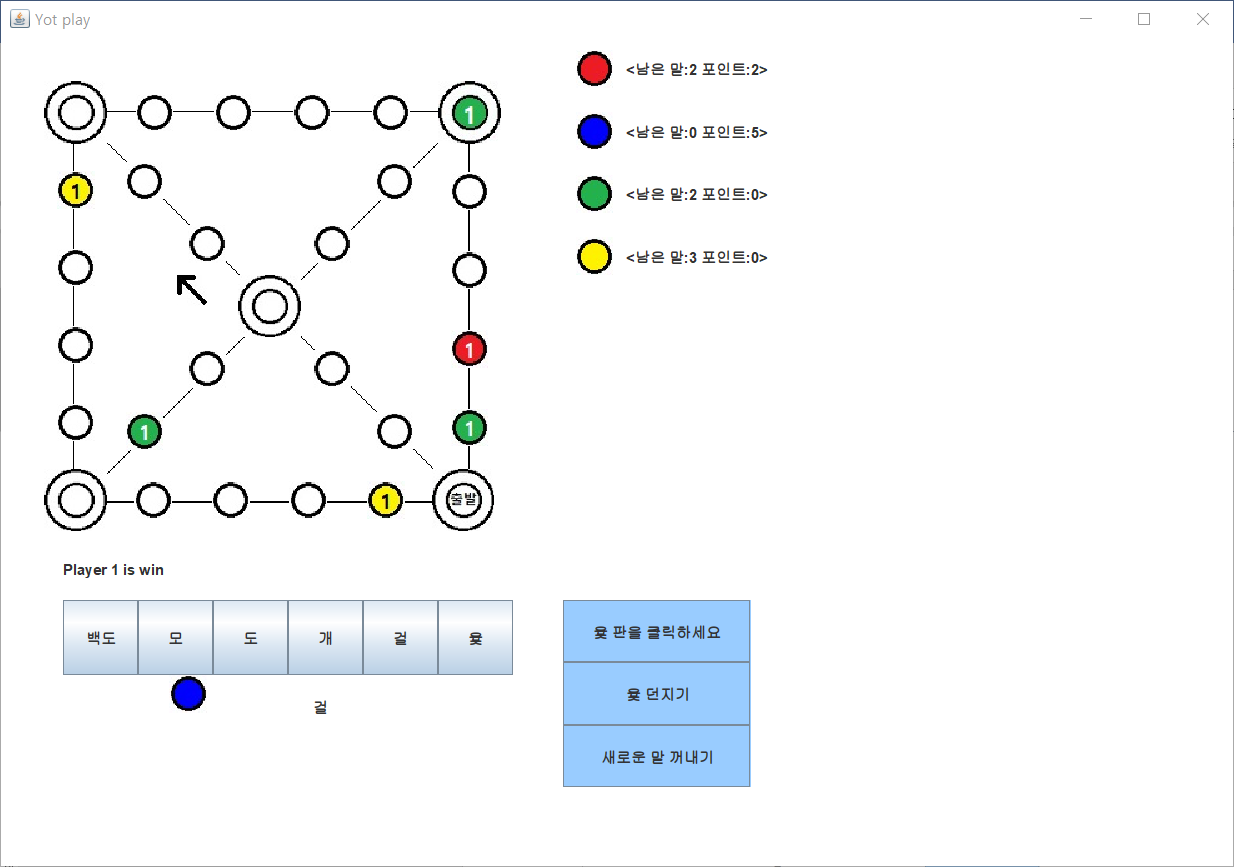 Yot play
<남은 말:2 포인트:2>
<남은 말:0 포인트:5>
<남은 말:2 포인트:0>
<남은 말:3 포인트:0>
1
1
1
1
1
1
출발
Player 1 is win
백도 모 도 개 걸 윷
걸
윷 판을 클릭하세요
윷 던지기
새로운 말 꺼내기